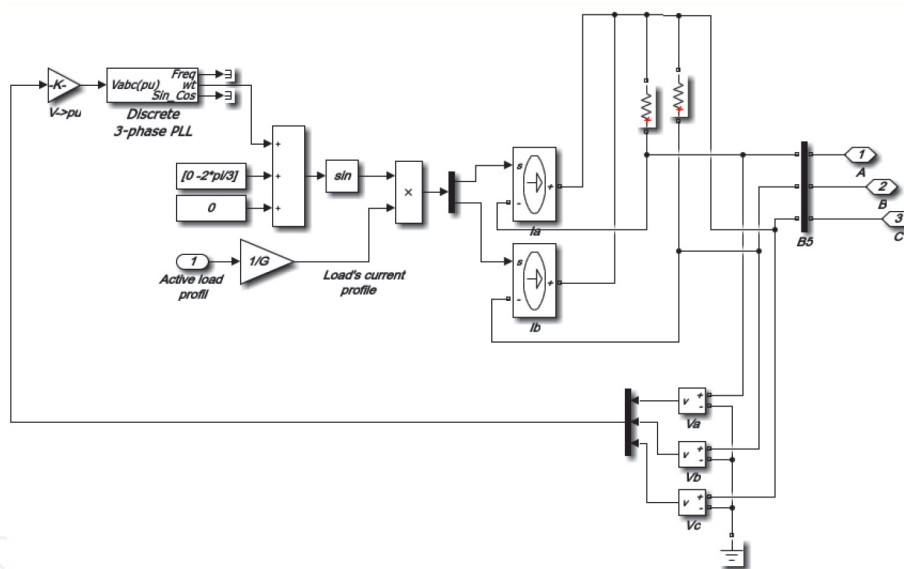 -K-
V->pu
Vabc(pu)
Freq
wt
Sin_Cos
Discrete
3-phase PLL
[0 -2*pi/3]
0
+
+
+
sin
×
1
Active load
profil
1/G
Load's current
profile
s
-
+
Ia
s
-
+
Ib
B5
1
A
2
B
3
C
v
+
-
Va
v
+
-
Vb
v
+
-
Vc